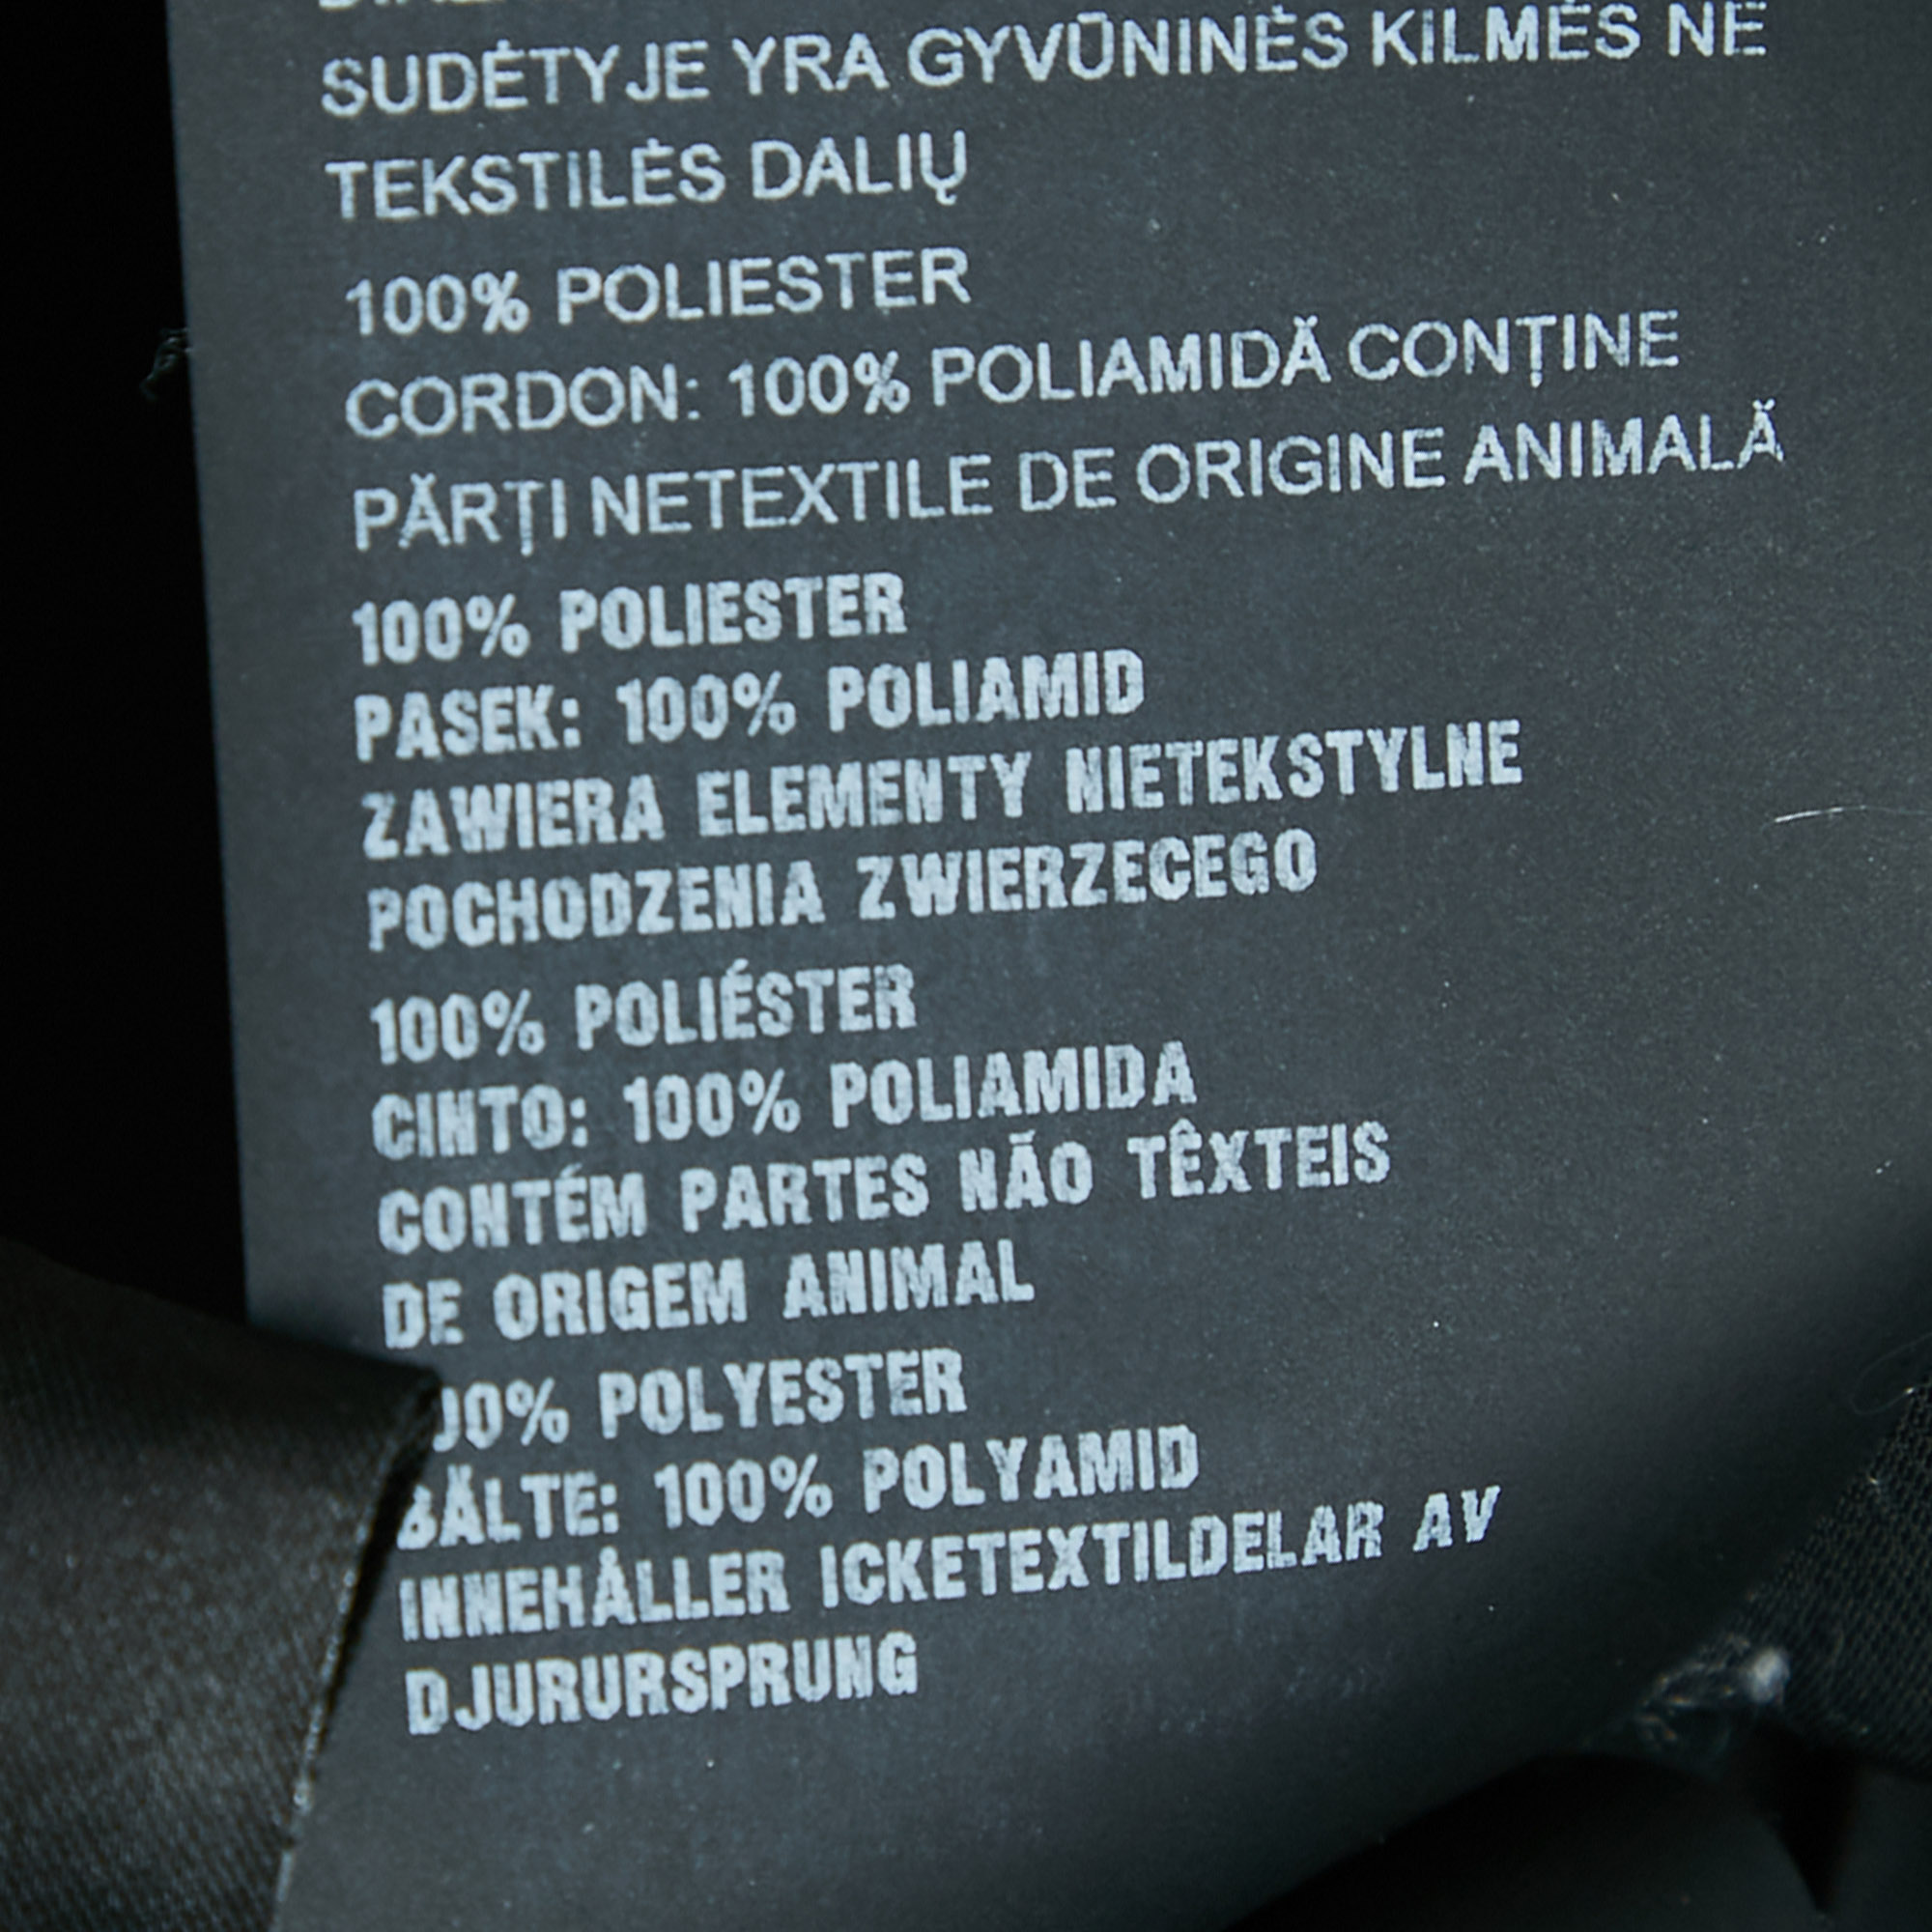 SUDĖTYJE YRA GYVŪNINĖS KILMĖS NE
TEKSTILĖS DALIŲ
100% POLIESTER
CORDON: 100% POLIAMIDĂ CONȚINE
PĂRȚI NETEXTILE DE ORIGINE ANIMALĂ
100% POLIESTER
PASEK: 100% POLIAMID
ZAWIERA ELEMENTY NIETEKSTYLNE
POCHODZENIA ZWIERZECEGO
100% POLIÉSTER
CINTO: 100% POLIAMIDA
CONTÉM PARTES NÃO TÊXTEIS
DE ORIGEM ANIMAL
00% POLYESTER
BÄLTE: 100% POLYAMID
INNEHÅLLER ICKETEXTILDELAR AV
DJURURSPRUNG